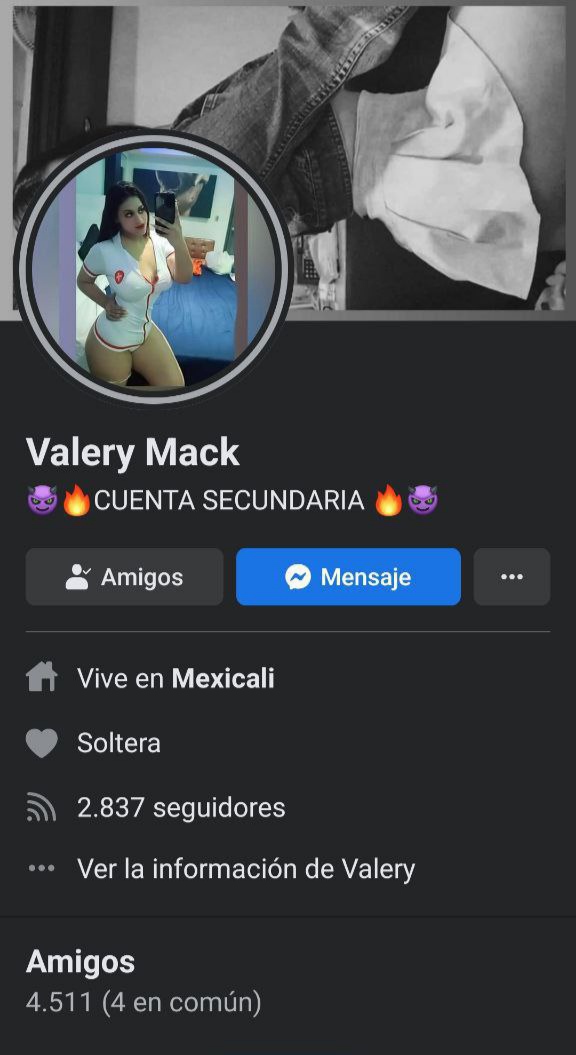 Valery Mack
😈🔥CUENTA SECUNDARIA 🔥😈
Amigos
Mensaje
Vive en Mexicali
Soltera
2.837 seguidores
Ver la información de Valery
Amigos
4.511 (4 en común)